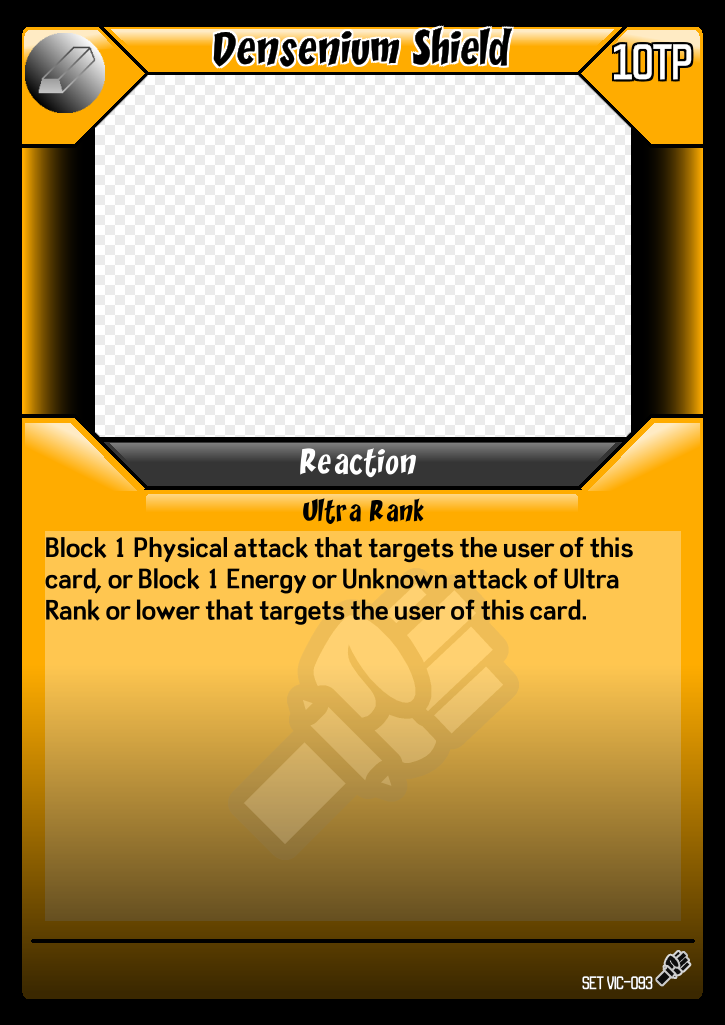 Densenium Shield
10TP
Reaction
Ultra Rank
Block 1 Physical attack that targets the user of this
card, or Block 1 Energy or Unknown attack of Ultra
Rank or lower that targets the user of this card.
SET VIC-093